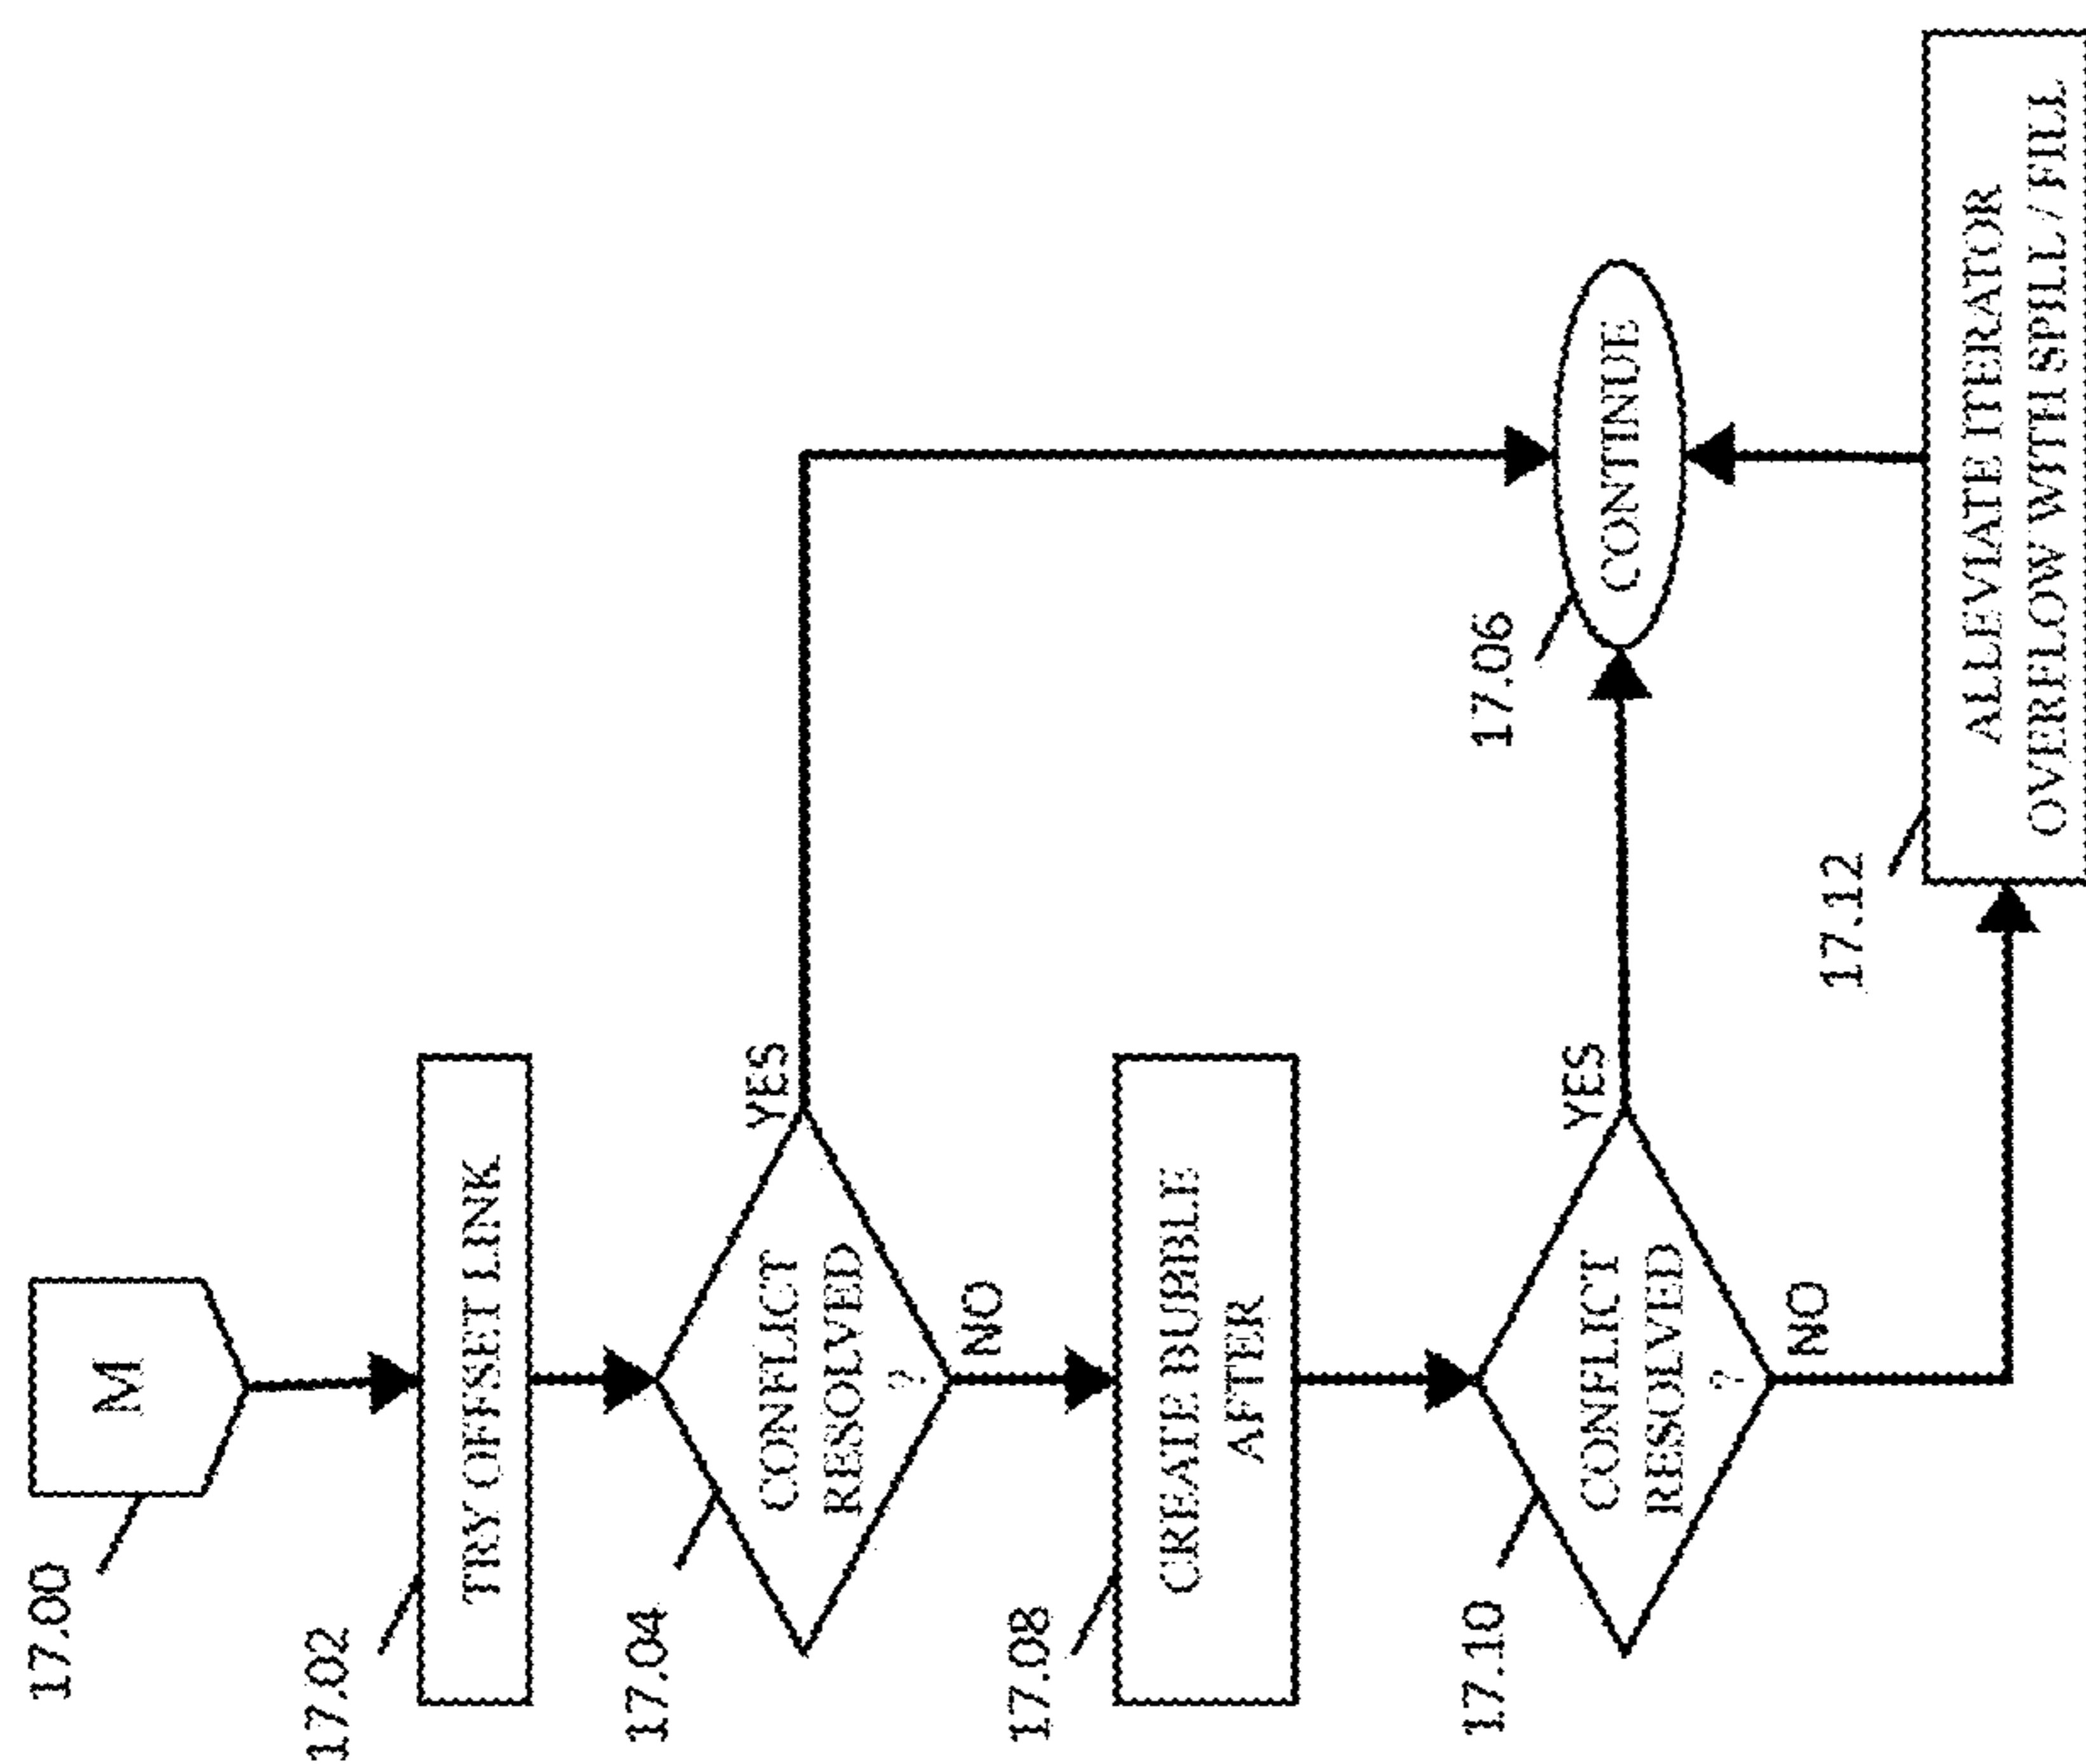 17.00
M
17.02
TRY OFFSET LINK
17.04
CONFLICT
RESOLVED
?
YES
NO
17.08
CREATE BUBBLE
AFTER
17.10
CONFLICT
RESOLVED
?
YES
NO
17.06
CONTINUE
17.12
ALLEVIATE ITERATOR
OVERFLOW WITH SPILL / FILL